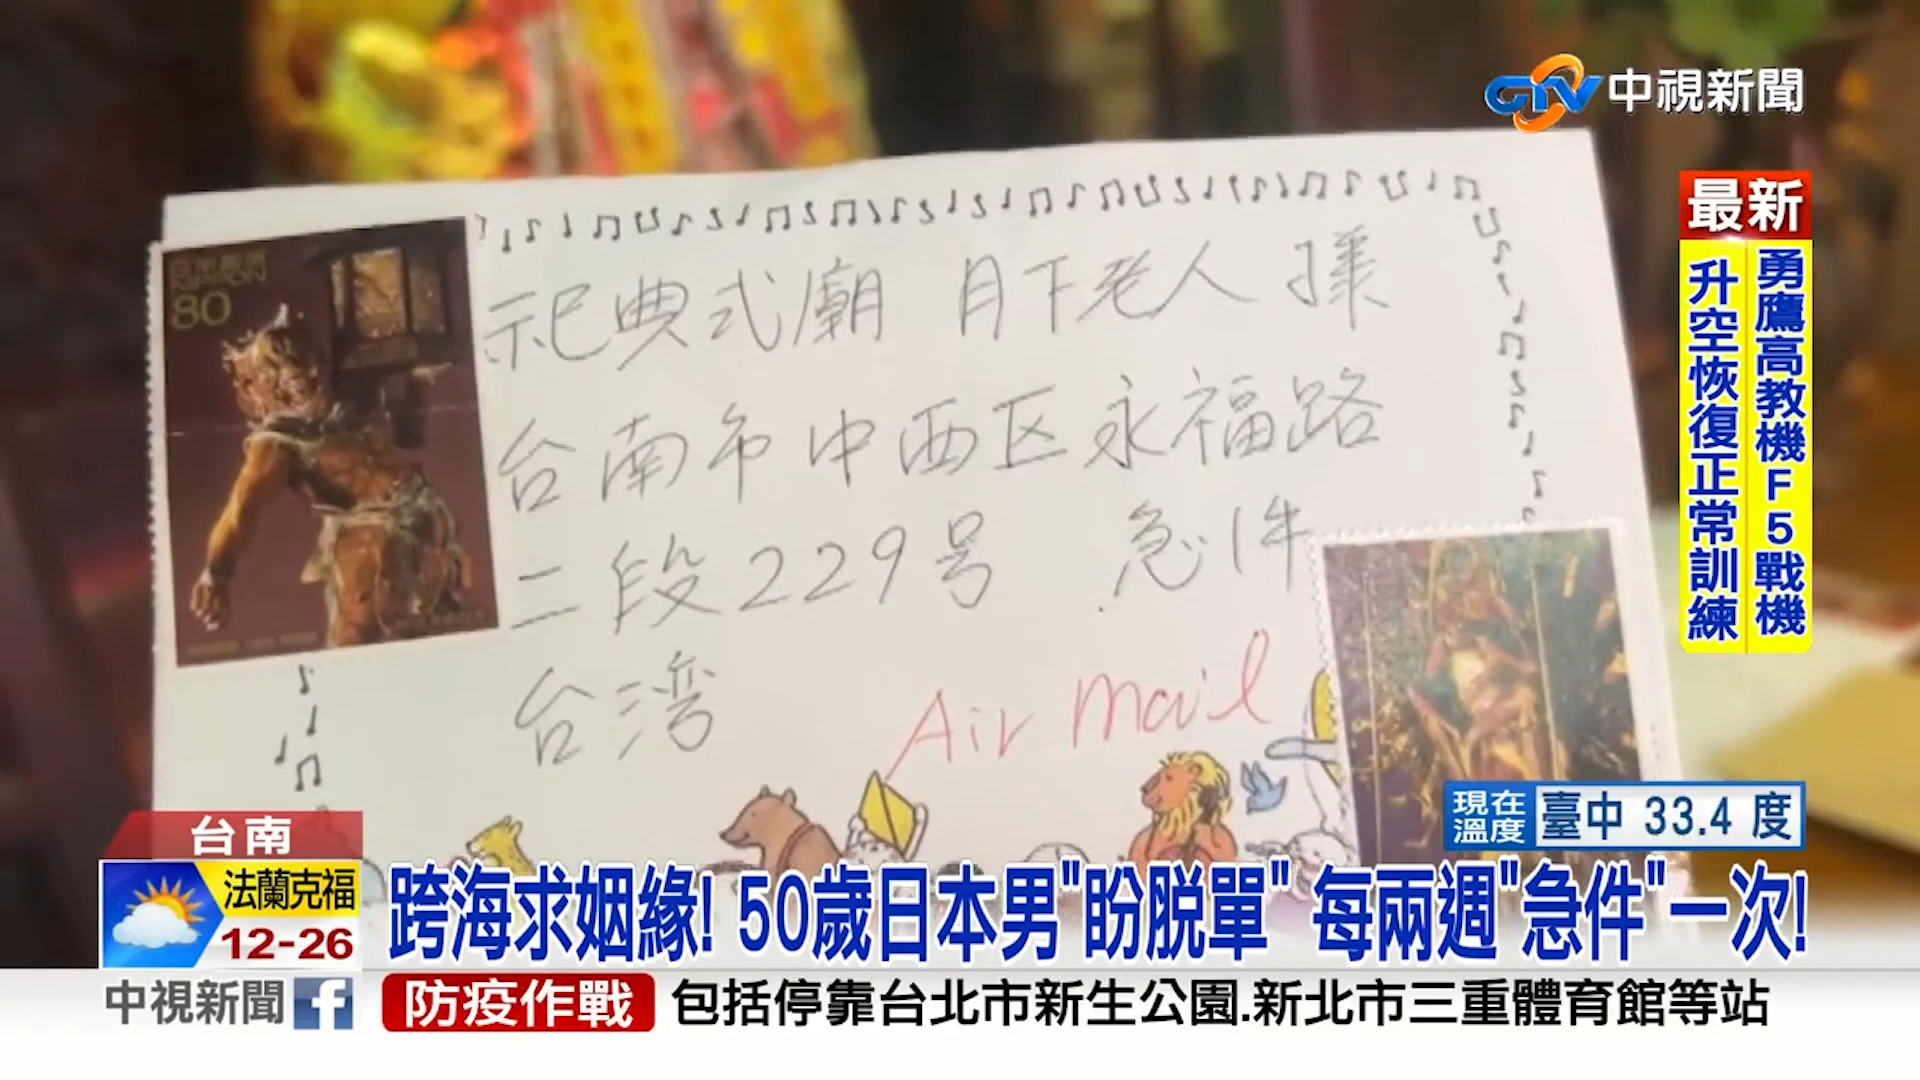 中視新聞
最新
勇鷹高教機F5戰機
升空恢復正常訓練
NIPPON
80
祀典式廟 月下老人 様
台南市中西区永福路
二段229号 急件
台湾
Air mail
現在溫度
臺中 33.4 度
台南
法蘭克福
12-26
跨海求姻緣! 50歲日本男"盼脫單" 每兩週"急件"一次!
中視新聞
防疫作戰
包括停靠台北市新生公園.新北市三重體育館等站